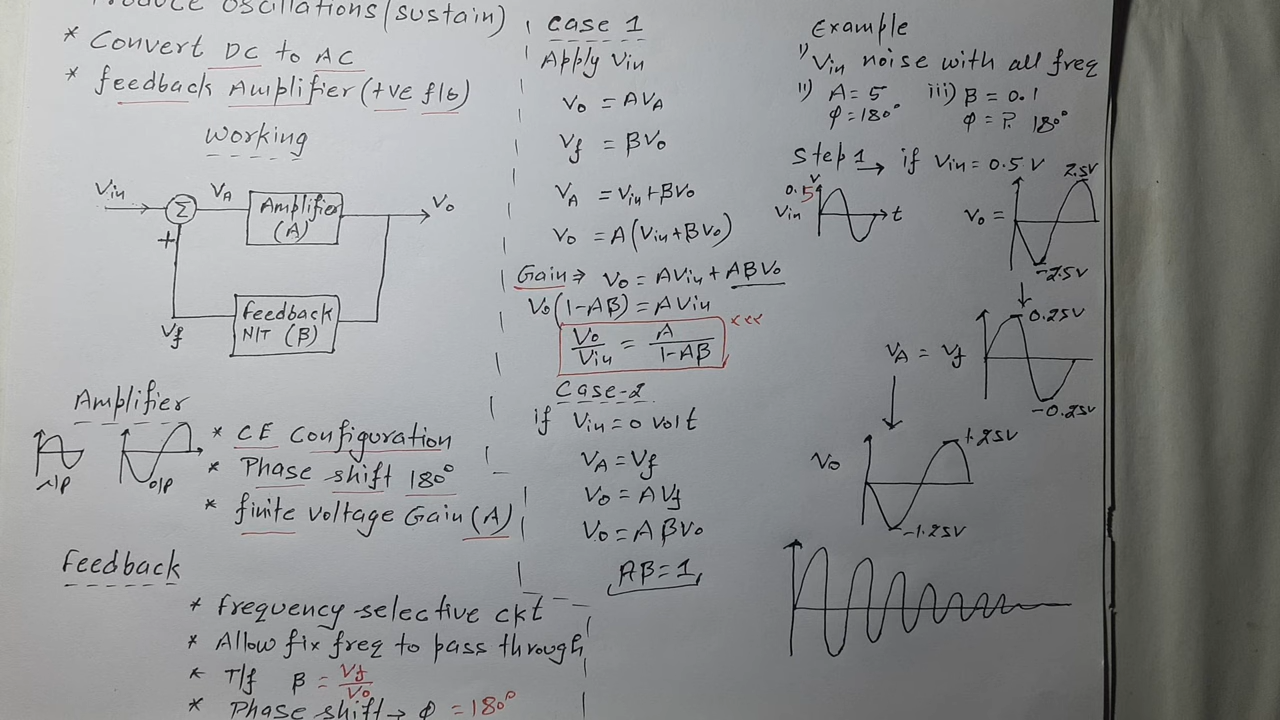 Produce Oscillations (sustain)
* Convert DC to AC
* feedback Amplifier (+ve f/b)
Working
Vin
VA
Amplifier
(A)
Vo
Σ
+
Vf
Feedback
N/T (β)
Amplifier
i/p
o/p
* CE Configuration
* Phase shift 180°
* finite voltage Gain (A)
Feedback
* frequency selective ckt
* Allow fix freq to pass through
* T/f β = Vf/Vo
* Phase shift → φ = 180°
Case 1
Apply Vin
Vo = AVA
Vf = βVo
VA = Vin + βVo
Vo = A(Vin + βVo)
Gain ⇒ Vo = AVin + AβVo
Vo(1-Aβ) = AVin
Vo/Vin = A/1-Aβ
×××
Case-2
if Vin = 0 volt
VA = Vf
Vo = AVf
Vo = AβVo
Aβ = 1,
Example
i) Vin noise with all freq
ii) A = 5 iii) β = 0.1
φ = 180° φ = P. 180°
Step 1 → if Vin = 0.5 V
V
0.5
Vin
t
Vo =
2.5V
-2.5V
VA = Vf
0.25V
-0.25V
Vo
1.25V
-1.25V